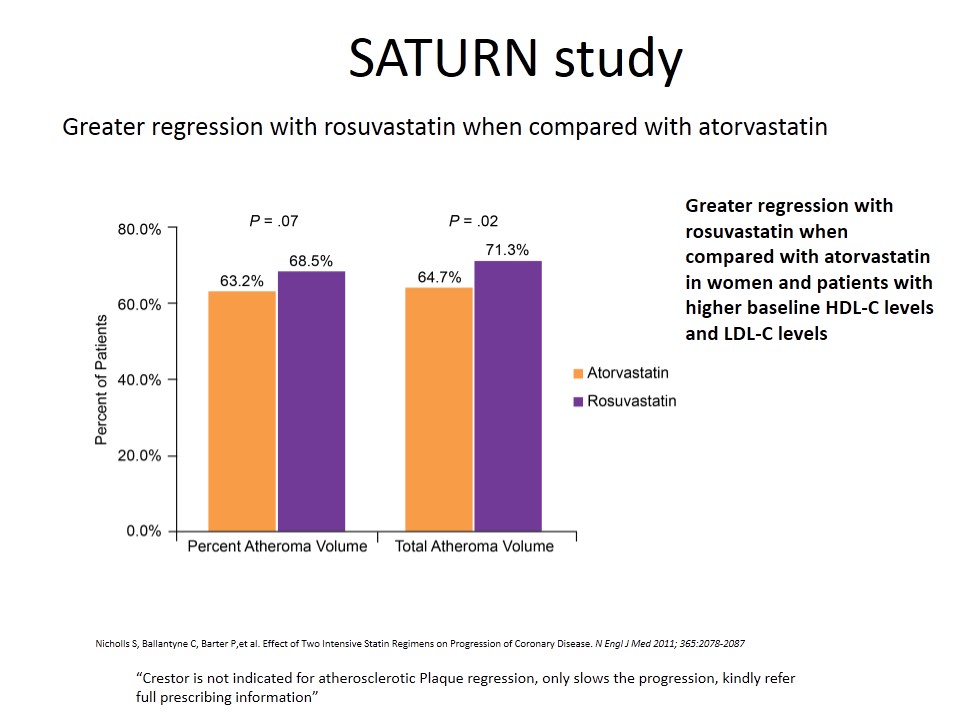 SATURN study
Greater regression with rosuvastatin when compared with atorvastatin
Greater regression with
rosuvastatin when
compared with atorvastatin
in women and patients with
higher baseline HDL-C levels
and LDL-C levels
P = .07
P = .02
80.0%
60.0%
40.0%
20.0%
0.0%
Percent of Patients
63.2%
68.5%
64.7%
71.3%
Percent Atheroma Volume
Total Atheroma Volume
Atorvastatin
Rosuvastatin
Nicholls S, Ballantyne C, Barter P,et al. Effect of Two Intensive Statin Regimens on Progression of Coronary Disease. N Engl J Med 2011; 365:2078-2087
“Crestor is not indicated for atherosclerotic Plaque regression, only slows the progression, kindly refer
full prescribing information”